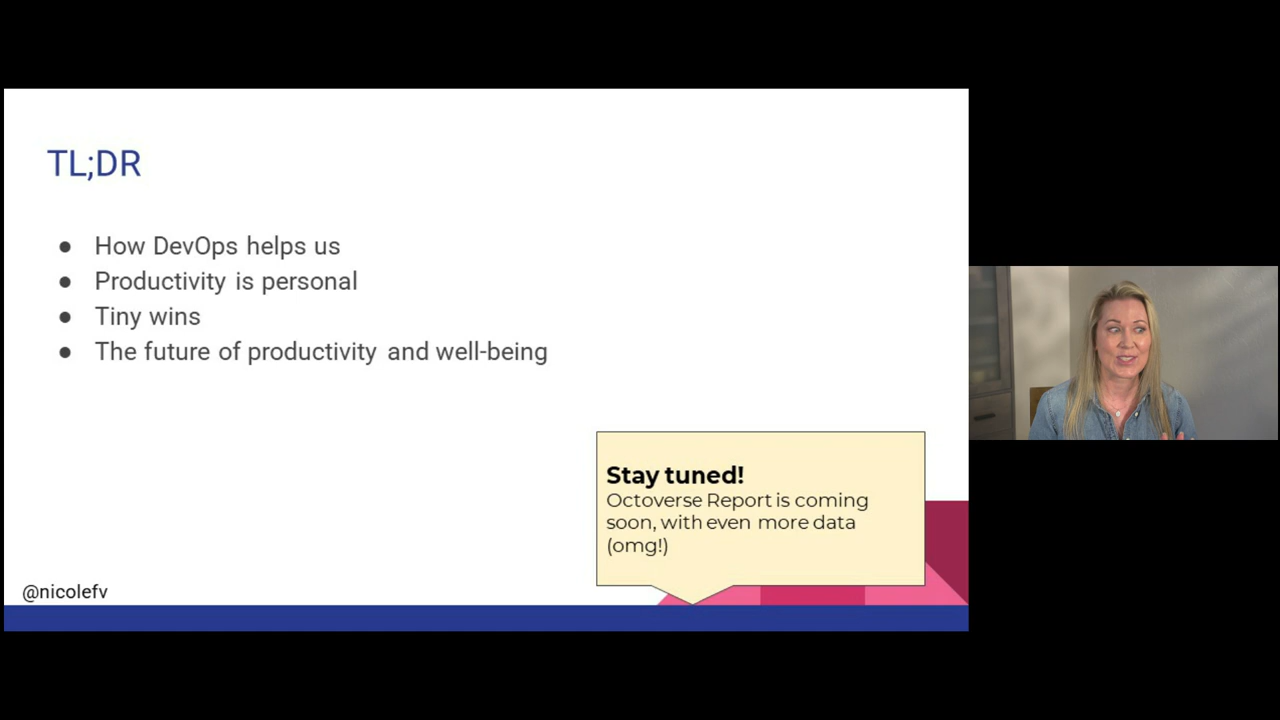 TL;DR
● How DevOps helps us
● Productivity is personal
● Tiny wins
● The future of productivity and well-being
Stay tuned!
Octoverse Report is coming
soon, with even more data
(omg!)
@nicolefv